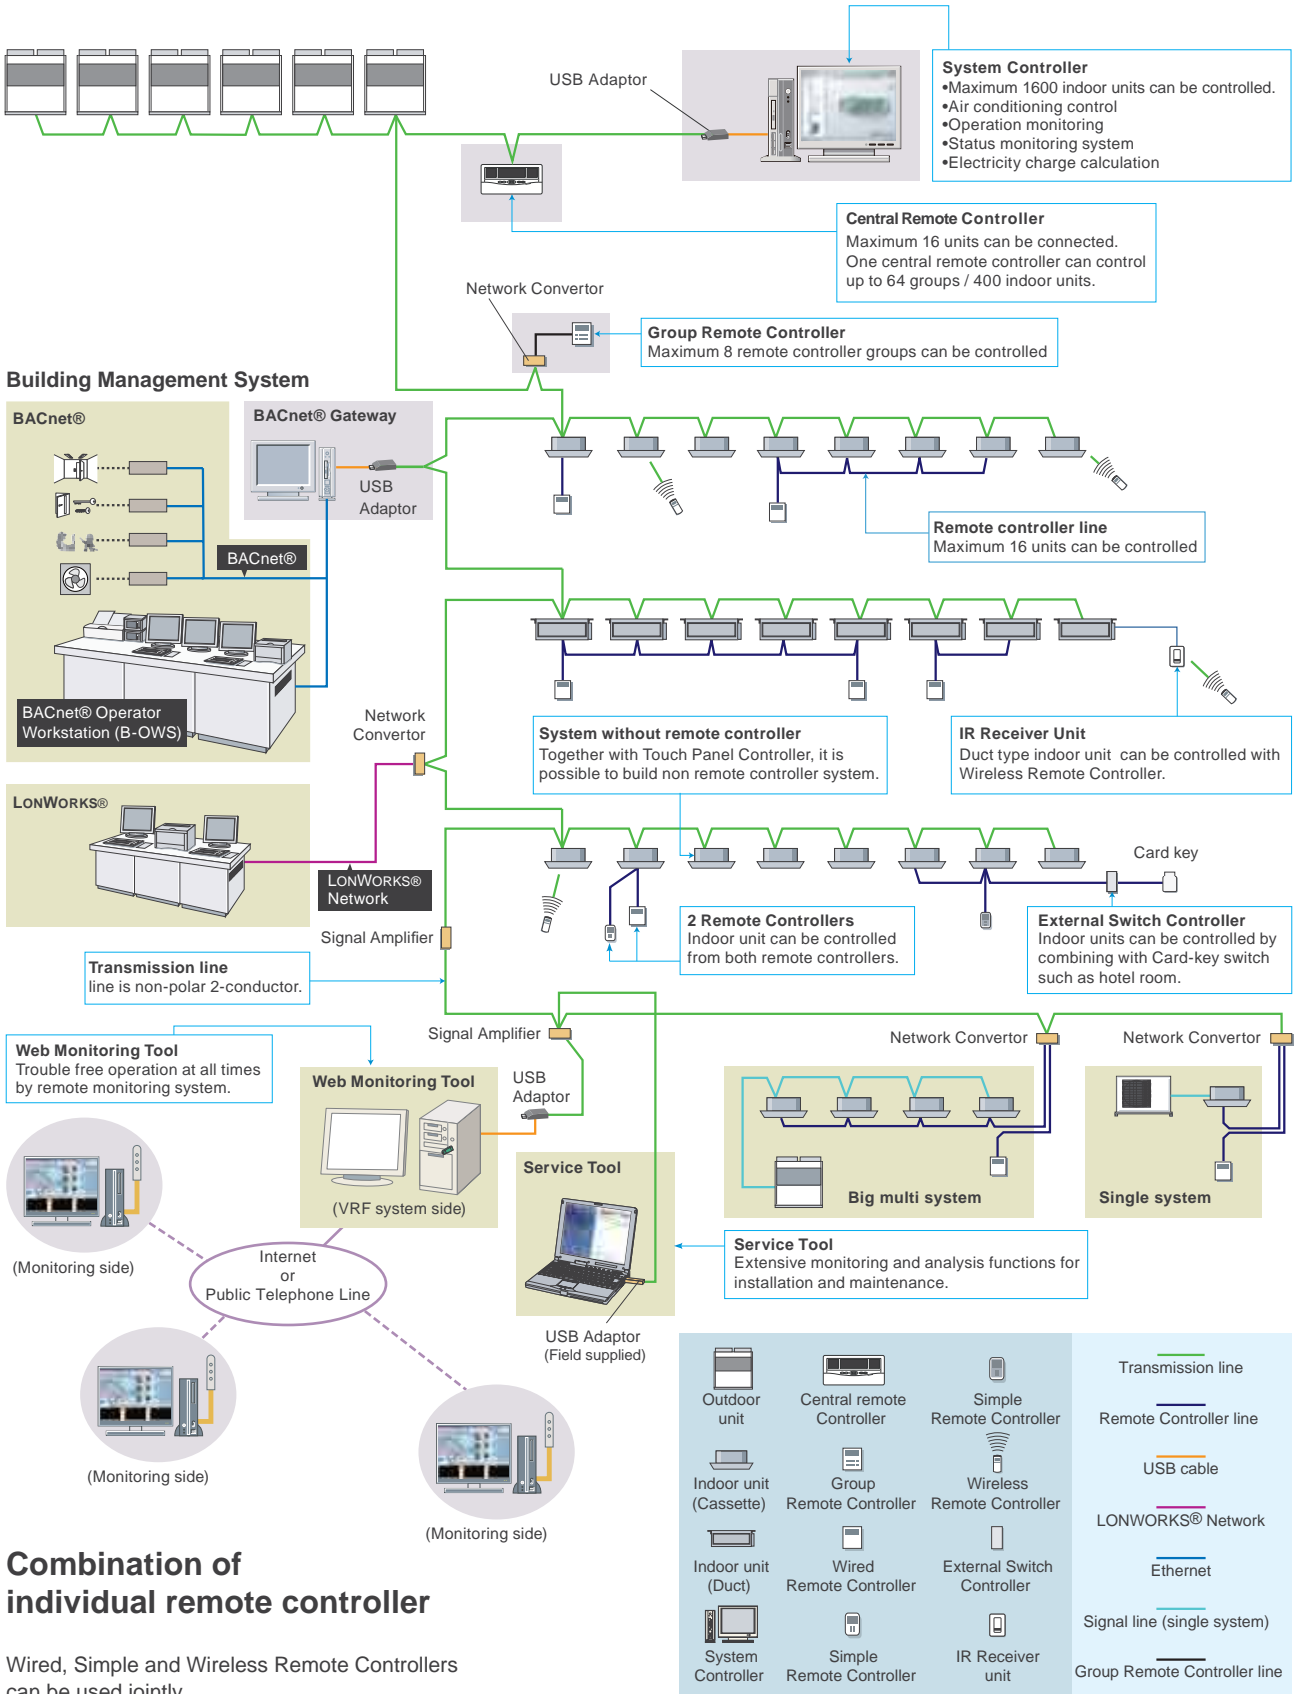 USB Adaptor
System Controller
•Maximum 1600 indoor units can be controlled.
•Air conditioning control
•Operation monitoring
•Status monitoring system
•Electricity charge calculation
Central Remote Controller
Maximum 16 units can be connected.
One central remote controller can control
up to 64 groups / 400 indoor units.
Network Convertor
Group Remote Controller
Maximum 8 remote controller groups can be controlled
Building Management System
BACnet®
BACnet® Gateway
USB
Adaptor
BACnet®
Remote controller line
Maximum 16 units can be controlled
BACnet® Operator
Workstation (B-OWS)
Network
Convertor
System without remote controller
Together with Touch Panel Controller, it is
possible to build non remote controller system.
IR Receiver Unit
Duct type indoor unit can be controlled with
Wireless Remote Controller.
LONWORKS®
LONWORKS®
Network
Card key
Signal Amplifier
2 Remote Controllers
Indoor unit can be controlled
from both remote controllers.
External Switch Controller
Indoor units can be controlled by
combining with Card-key switch
such as hotel room.
Transmission line
line is non-polar 2-conductor.
Signal Amplifier
Network Convertor
Network Convertor
Web Monitoring Tool
Trouble free operation at all times
by remote monitoring system.
Web Monitoring Tool
USB
Adaptor
(VRF system side)
Service Tool
Big multi system
Single system
(Monitoring side)
Internet
or
Public Telephone Line
Service Tool
Extensive monitoring and analysis functions for
installation and maintenance.
USB Adaptor
(Field supplied)
(Monitoring side)
(Monitoring side)
Outdoor
unit
Central remote
Controller
Simple
Remote Controller
Indoor unit
(Cassette)
Group
Remote Controller
Wireless
Remote Controller
Indoor unit
(Duct)
Wired
Remote Controller
External Switch
Controller
System
Controller
Simple
Remote Controller
IR Receiver
unit
Transmission line
Remote Controller line
USB cable
LONWORKS® Network
Ethernet
Signal line (single system)
Group Remote Controller line
Combination of
individual remote controller
Wired, Simple and Wireless Remote Controllers
can be used jointly